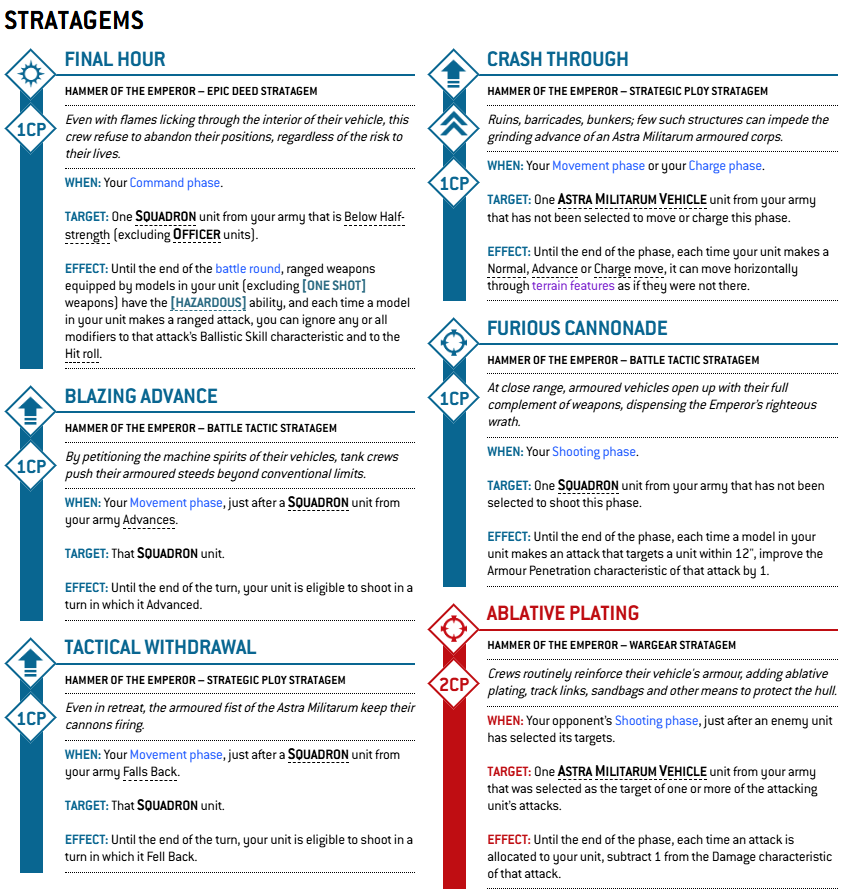 STRATAGEMS
FINAL HOUR
HAMMER OF THE EMPEROR – EPIC DEED STRATAGEM
1CP
Even with flames licking through the interior of their vehicle, this
crew refuse to abandon their positions, regardless of the risk to
their lives.
WHEN: Your Command phase.
TARGET: One SQUADRON unit from your army that is Below Half-
strength (excluding OFFICER units).
EFFECT: Until the end of the battle round, ranged weapons
equipped by models in your unit (excluding [ONE SHOT]
weapons) have the [HAZARDOUS] ability, and each time a model
in your unit makes a ranged attack, you can ignore any or all
modifiers to that attack's Ballistic Skill characteristic and to the
Hit roll.
BLAZING ADVANCE
HAMMER OF THE EMPEROR – BATTLE TACTIC STRATAGEM
1CP
By petitioning the machine spirits of their vehicles, tank crews
push their armoured steeds beyond conventional limits.
WHEN: Your Movement phase, just after a SQUADRON unit from
your army Advances.
TARGET: That SQUADRON unit.
EFFECT: Until the end of the turn, your unit is eligible to shoot in a
turn in which it Advanced.
TACTICAL WITHDRAWAL
HAMMER OF THE EMPEROR – STRATEGIC PLOY STRATAGEM
1CP
Even in retreat, the armoured fist of the Astra Militarum keep their
cannons firing.
WHEN: Your Movement phase, just after a SQUADRON unit from
your army Falls Back.
TARGET: That SQUADRON unit.
EFFECT: Until the end of the turn, your unit is eligible to shoot in a
turn in which it Fell Back.
CRASH THROUGH
HAMMER OF THE EMPEROR – STRATEGIC PLOY STRATAGEM
1CP
Ruins, barricades, bunkers; few such structures can impede the
grinding advance of an Astra Militarum armoured corps.
WHEN: Your Movement phase or your Charge phase.
TARGET: One ASTRA MILITARUM VEHICLE unit from your army
that has not been selected to move or charge this phase.
EFFECT: Until the end of the phase, each time your unit makes a
Normal, Advance or Charge move, it can move horizontally
through terrain features as if they were not there.
FURIOUS CANNONADE
HAMMER OF THE EMPEROR – BATTLE TACTIC STRATAGEM
1CP
At close range, armoured vehicles open up with their full
complement of weapons, dispensing the Emperor's righteous
wrath.
WHEN: Your Shooting phase.
TARGET: One SQUADRON unit from your army that has not been
selected to shoot this phase.
EFFECT: Until the end of the phase, each time a model in your
unit makes an attack that targets a unit within 12", improve the
Armour Penetration characteristic of that attack by 1.
ABLATIVE PLATING
HAMMER OF THE EMPEROR – WARGEAR STRATAGEM
2CP
Crews routinely reinforce their vehicle's armour, adding ablative
plating, track links, sandbags and other means to protect the hull.
WHEN: Your opponent's Shooting phase, just after an enemy unit
has selected its targets.
TARGET: One ASTRA MILITARUM VEHICLE unit from your army
that was selected as the target of one or more of the attacking
unit's attacks.
EFFECT: Until the end of the phase, each time an attack is
allocated to your unit, subtract 1 from the Damage characteristic
of that attack.